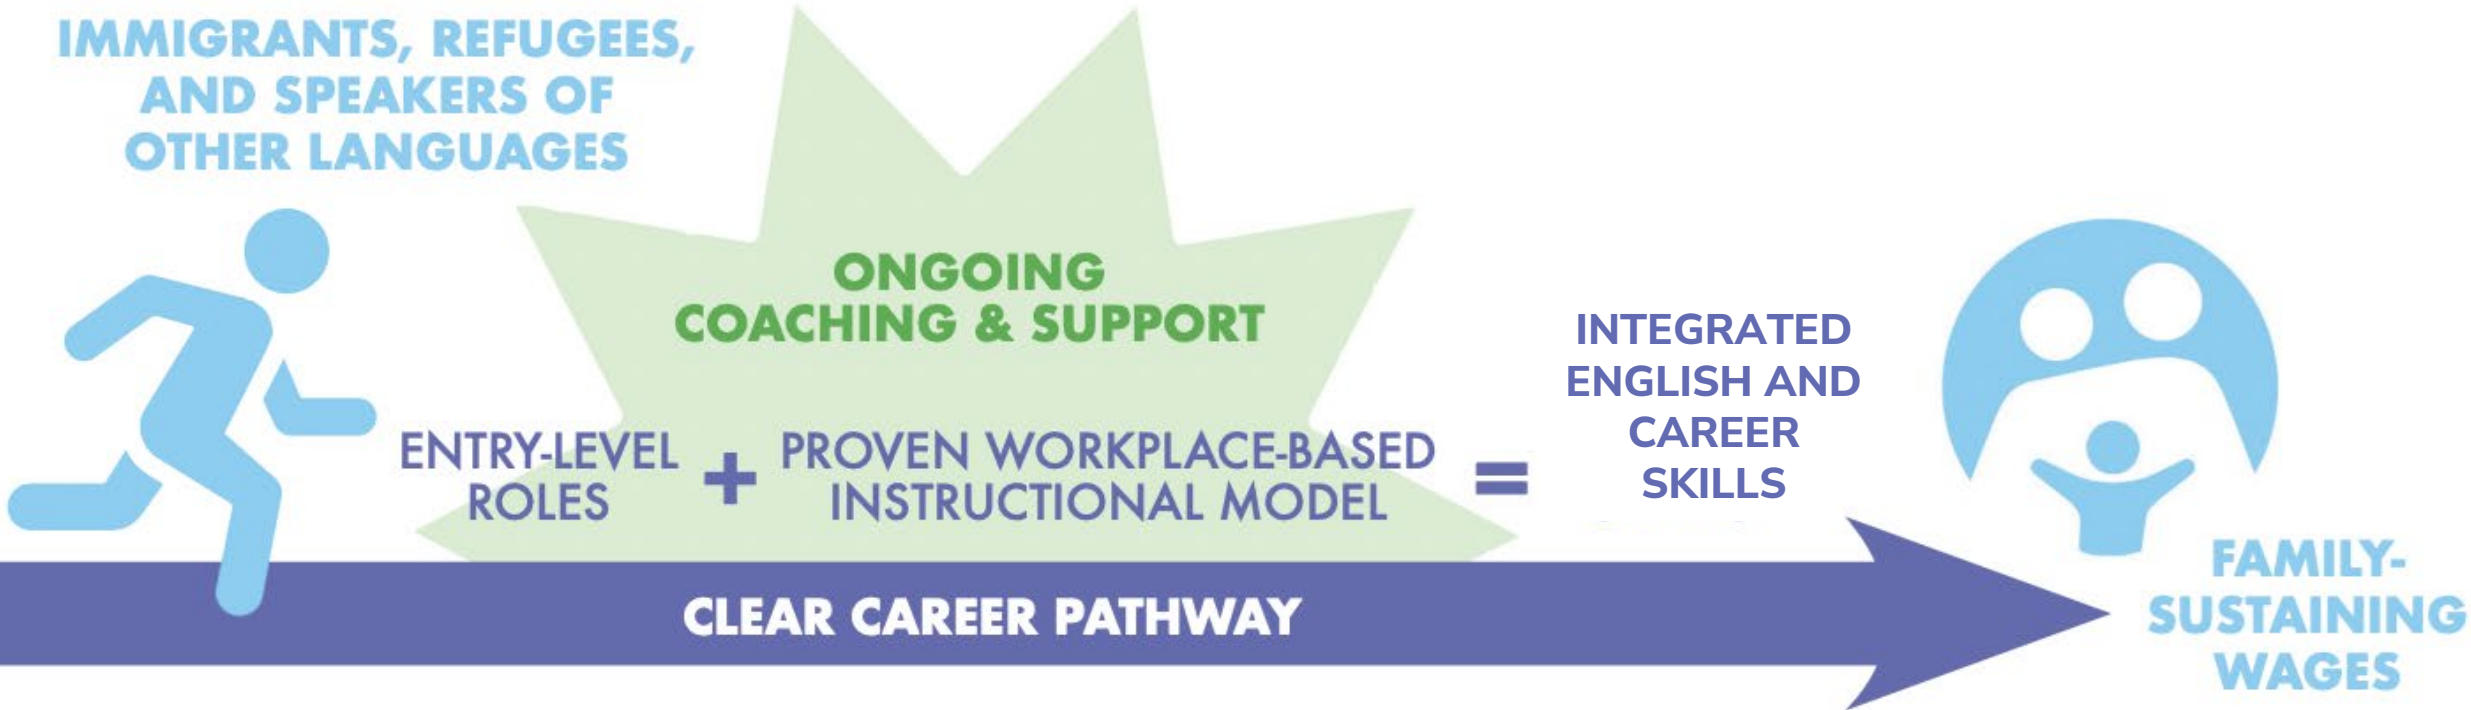 IMMIGRANTS, REFUGEES,
AND SPEAKERS OF
OTHER LANGUAGES
ONGOING
COACHING & SUPPORT
ENTRY-LEVEL
ROLES
+
PROVEN WORKPLACE-BASED
INSTRUCTIONAL MODEL
=
INTEGRATED
ENGLISH AND
CAREER
SKILLS
CLEAR CAREER PATHWAY
FAMILY-
SUSTAINING
WAGES